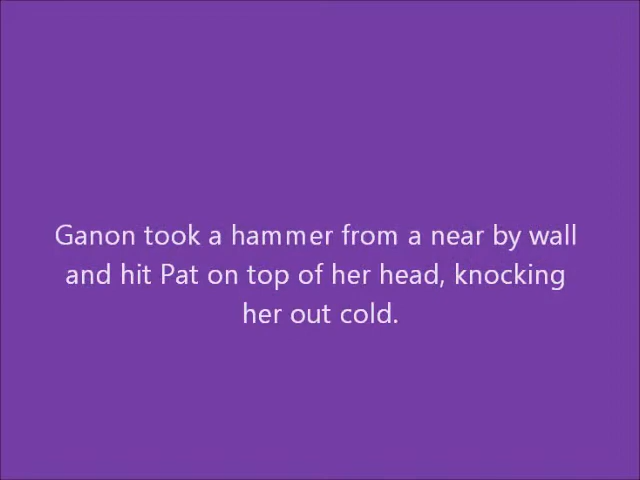 Ganon took a hammer from a near by wall
and hit Pat on top of her head, knocking
her out cold.